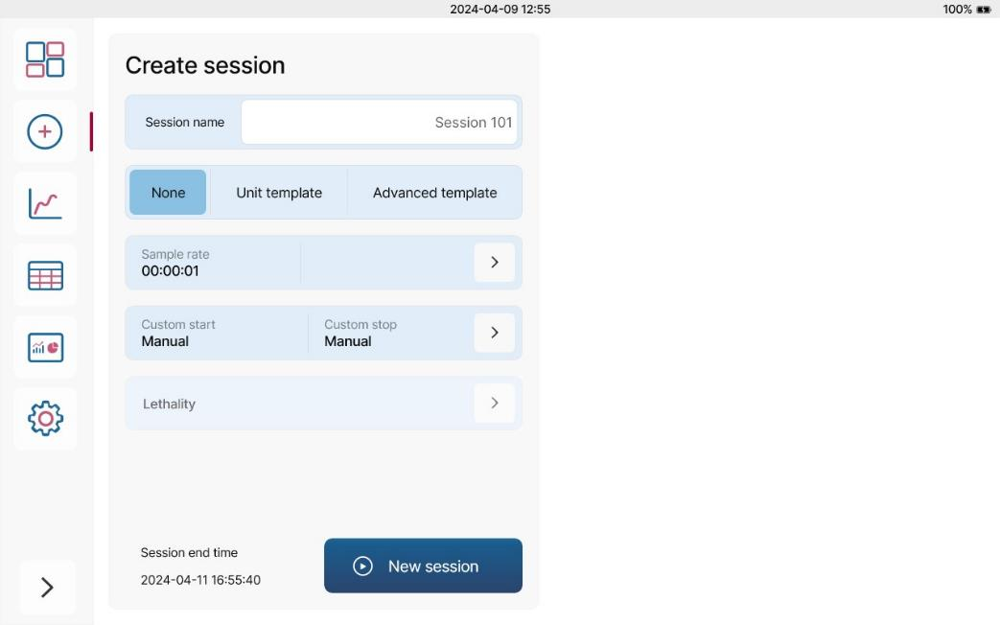 2024-04-09 12:55
100%
Create session
Session name
Session 101
None
Unit template
Advanced template
Sample rate
00:00:01
Custom start
Manual
Custom stop
Manual
Lethality
Session end time
2024-04-11 16:55:40
New session